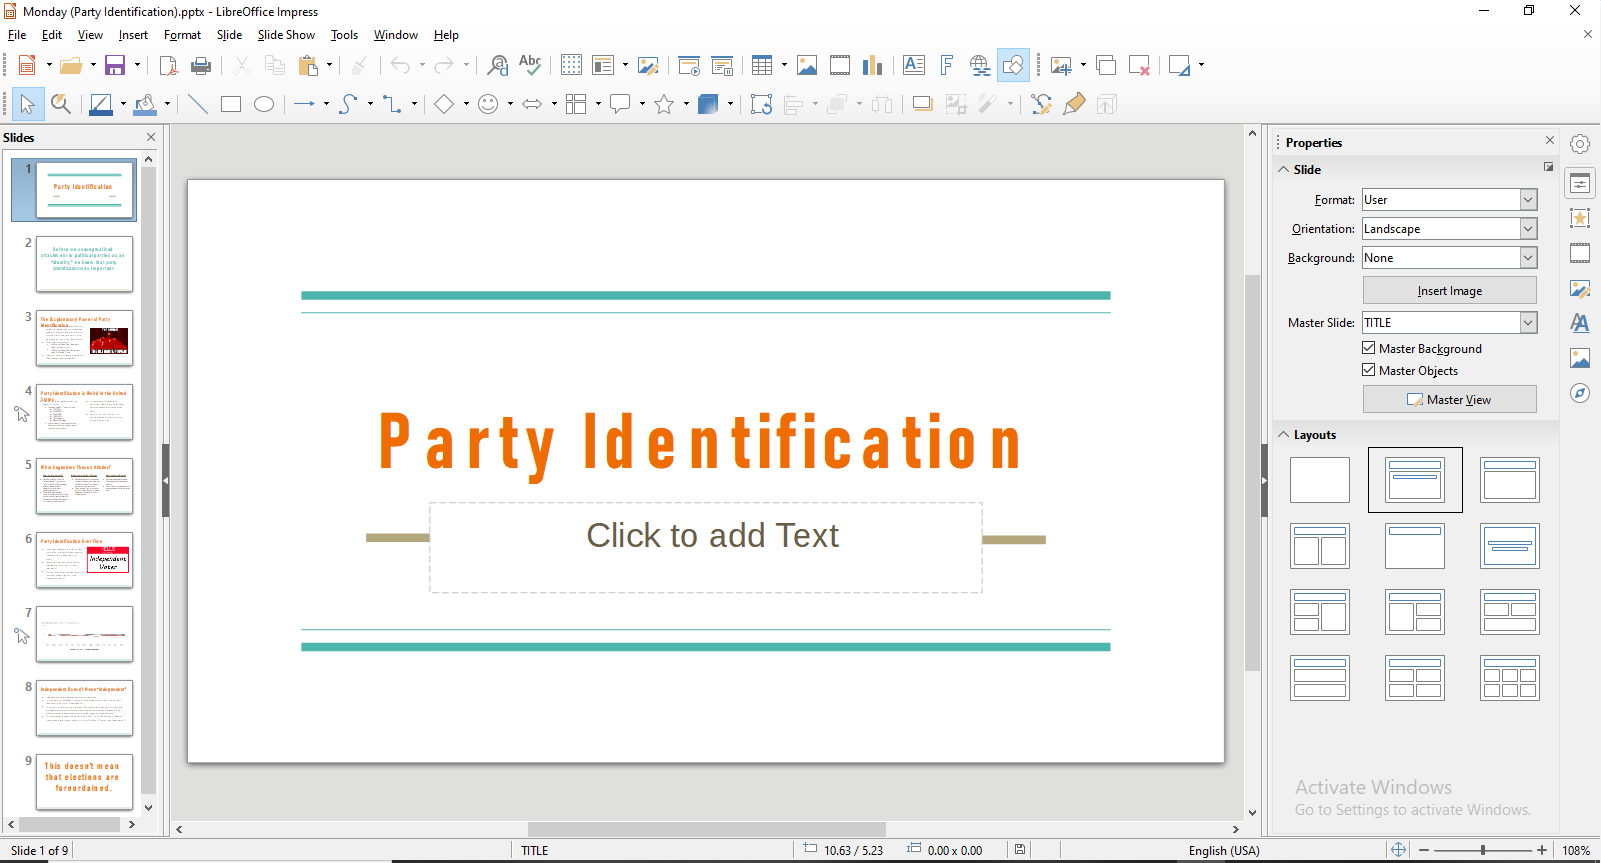 Monday (Party Identification).pptx - LibreOffice Impress
File Edit View Insert Format Slide Slide Show Tools Window Help
Slides
1
Party Identification
2
Before we conceptualized
attachment to political parties as an
"identity," we knew that party
identification was important.
3
The (Explanatory) Power of Party
Identification
4
Party Identification is Weird in the United
States
5
What Engenders These Attitudes?
6
Party Identification Over Time
HELLO
Independent
Voter
7
8
Independent Doesn't Mean "Independent"
9
This doesn't mean
that elections are
foreordained.
Party Identification
Click to add Text
Properties
Slide
Format: User
Orientation: Landscape
Background: None
Insert Image
Master Slide: TITLE
Master Background
Master Objects
Master View
Layouts
Activate Windows
Go to Settings to activate Windows.
Slide 1 of 9
TITLE
10.63 / 5.23
0.00 x 0.00
English (USA)
108%